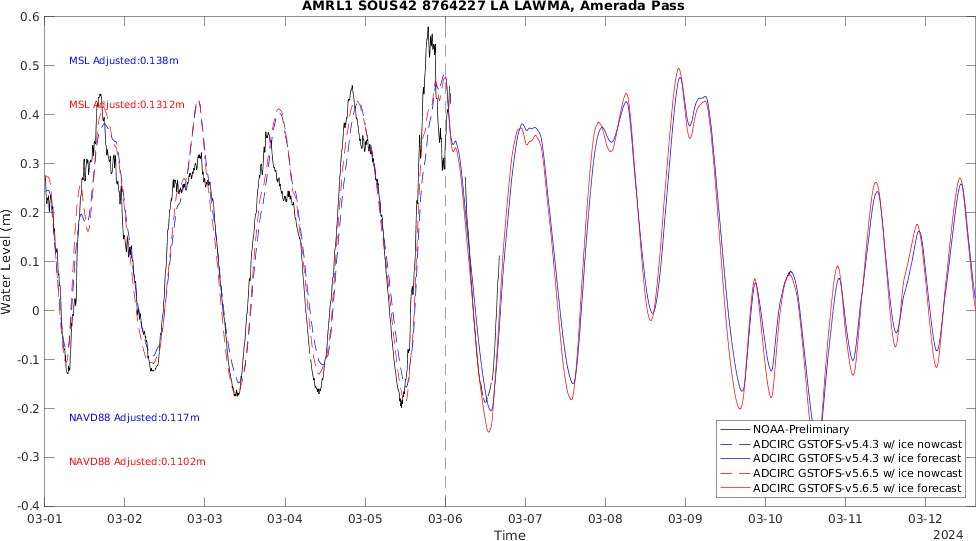 AMRL1 SOUS42 8764227 LA LAWMA, Amerada Pass
0.6
0.5
0.4
0.3
0.2
0.1
0
-0.1
-0.2
-0.3
-0.4
Water Level (m)
MSL Adjusted:0.138m
MSL Adjusted:0.1312m
NAVD88 Adjusted:0.117m
NAVD88 Adjusted:0.1102m
NOAA-Preliminary
ADCIRC GSTOFS-v5.4.3 w/ ice nowcast
ADCIRC GSTOFS-v5.4.3 w/ ice forecast
ADCIRC GSTOFS-v5.6.5 w/ ice nowcast
ADCIRC GSTOFS-v5.6.5 w/ ice forecast
03-01 03-02 03-03 03-04 03-05 03-06 03-07 03-08 03-09 03-10 03-11 03-12
Time
2024